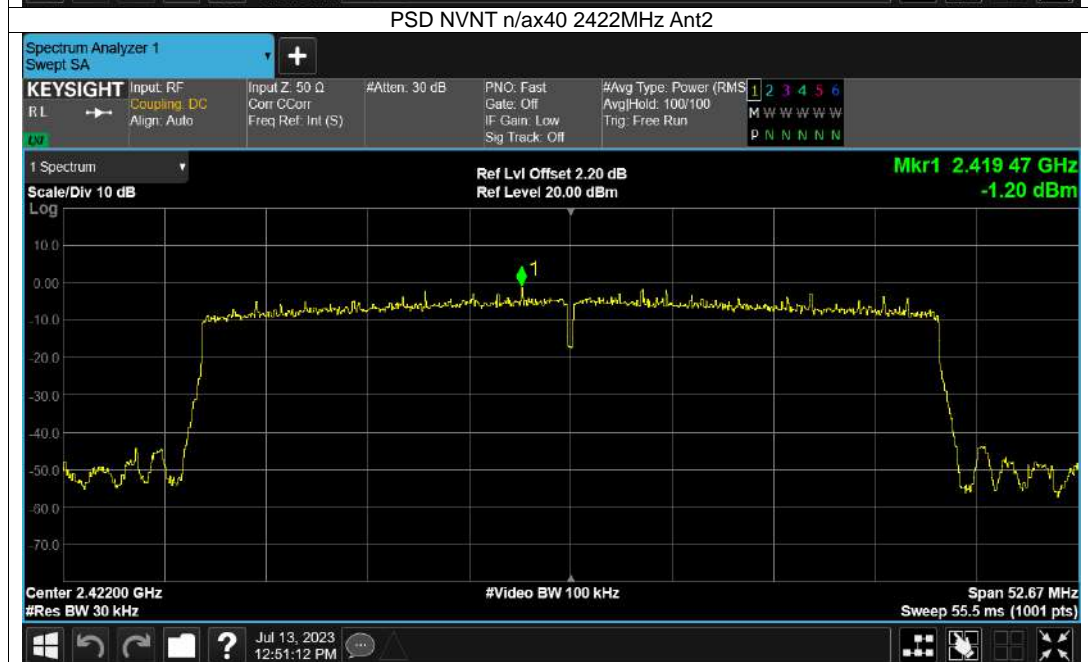 PSD NVNT n/ax40 2422MHz Ant2
Spectrum Analyzer 1
Swept SA
+
KEYSIGHT
RL
LXI
Input: RF
Coupling: DC
Align: Auto
Input Z: 50 Ω
Corr CCorr
Freq Ref: Int (S)
#Atten: 30 dB
PNO: Fast
Gate: Off
IF Gain: Low
Sig Track: Off
#Avg Type: Power (RMS
Avg|Hold: 100/100
Trig: Free Run
1 2 3 4 5 6
M W W W W W
P N N N N N
1 Spectrum
Scale/Div 10 dB
Log
Ref Lvl Offset 2.20 dB
Ref Level 20.00 dBm
Mkr1 2.419 47 GHz
-1.20 dBm
10.0
0.00
-10.0
-20.0
-30.0
-40.0
-50.0
-60.0
-70.0
1
Center 2.42200 GHz
#Res BW 30 kHz
#Video BW 100 kHz
Span 52.67 MHz
Sweep 55.5 ms (1001 pts)
?
Jul 13, 2023
12:51:12 PM